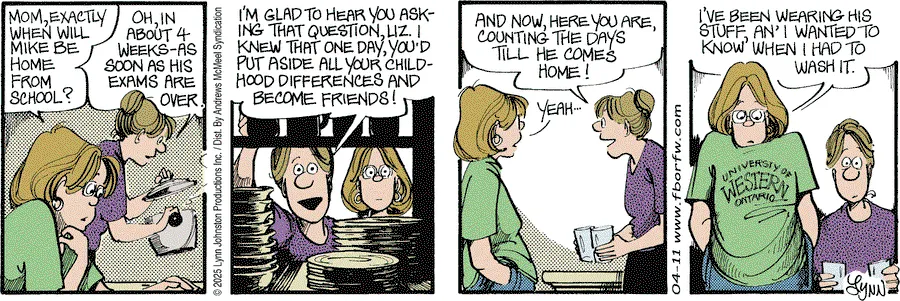 MOM, EXACTLY
WHEN WILL
MIKE BE
HOME
FROM
SCHOOL?
OH, IN
ABOUT 4
WEEKS-AS
SOON AS HIS
EXAMS ARE
OVER.
© 2025 Lynn Johnston Productions Inc. / Dist. By Andrews McMeel Syndication
I'M GLAD TO HEAR YOU ASK-
ING THAT QUESTION, LIZ. I
KNEW THAT ONE DAY, YOU'D
PUT ASIDE ALL YOUR CHILD-
HOOD DIFFERENCES AND
BECOME FRIENDS!
AND NOW, HERE YOU ARE,
COUNTING THE DAYS
TILL HE COMES
HOME!
YEAH...
04-11 www.fborfw.com
I'VE BEEN WEARING HIS
STUFF, AN' I WANTED TO
KNOW WHEN I HAD TO
WASH IT.
UNIVERSITY OF
WESTERN
ONTARIO
LYNN